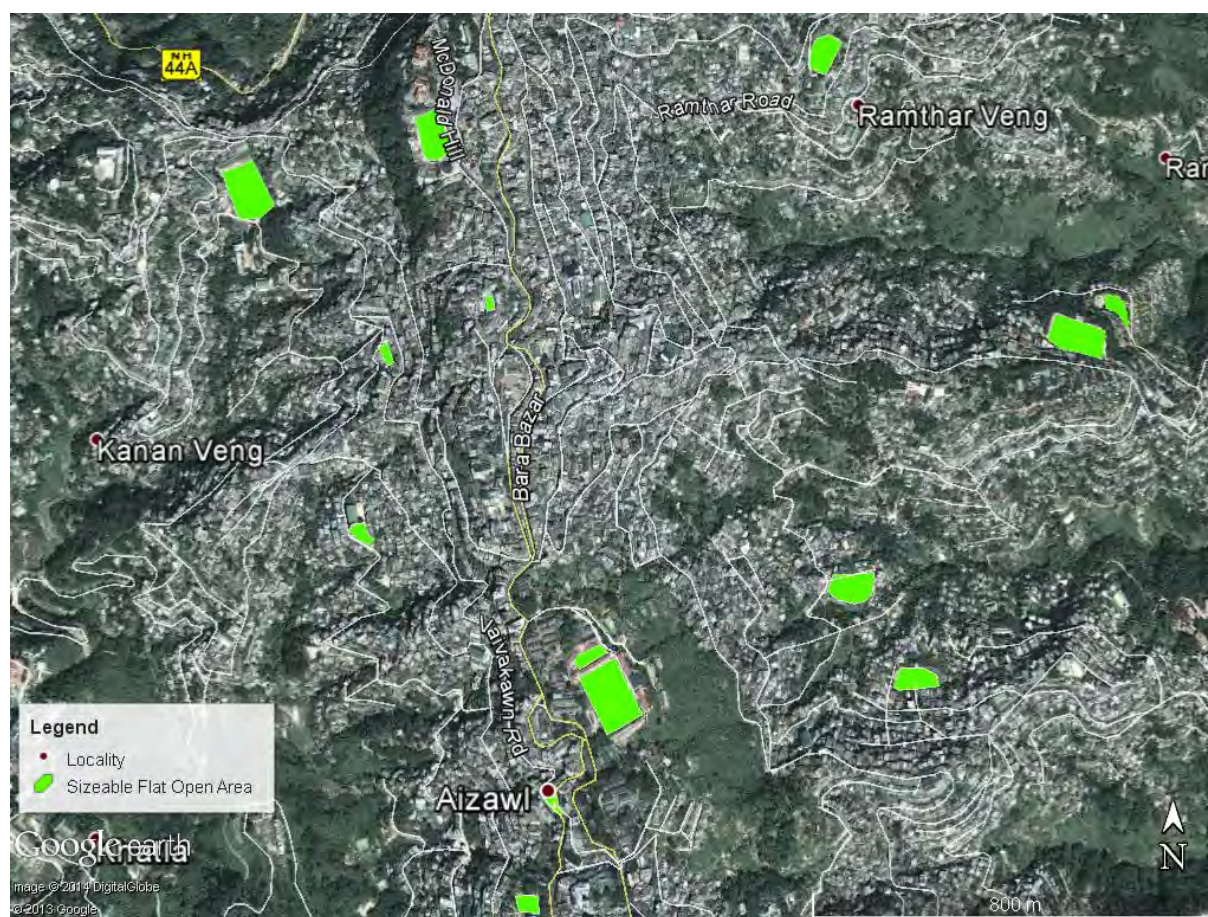 NH
44A
McDonald Hill
Ramthar Road
Ramthar Veng
Ran
Kanan Veng
Bara Bazar
Zarvakawn Rd
Legend
Locality
Sizeable Flat Open Area
Aizawl
Google earth
Khatla
Image © 2014 DigitalGlobe
© 2013 Google
800 m
N